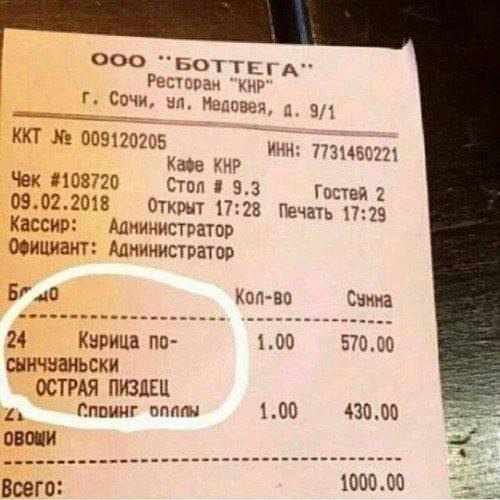 ООО "БОТТЕГА"
Ресторан "КНР"
г. Сочи, ул. Медовея, д. 9/1
ККТ № 009120205 ИНН: 7731460221
Кафе КНР
Чек #108720 Стол # 9.3 Гостей 2
09.02.2018 Открыт 17:28 Печать 17:29
Кассир: Администратор
Официант: Администратор
Блюдо Кол-во Сумма
24 Курица по- 1.00 570.00
сынчуаньски
ОСТРАЯ ПИЗДЕЦ
21 Спринг роллы 1.00 430.00
овощи
Всего: 1000.00